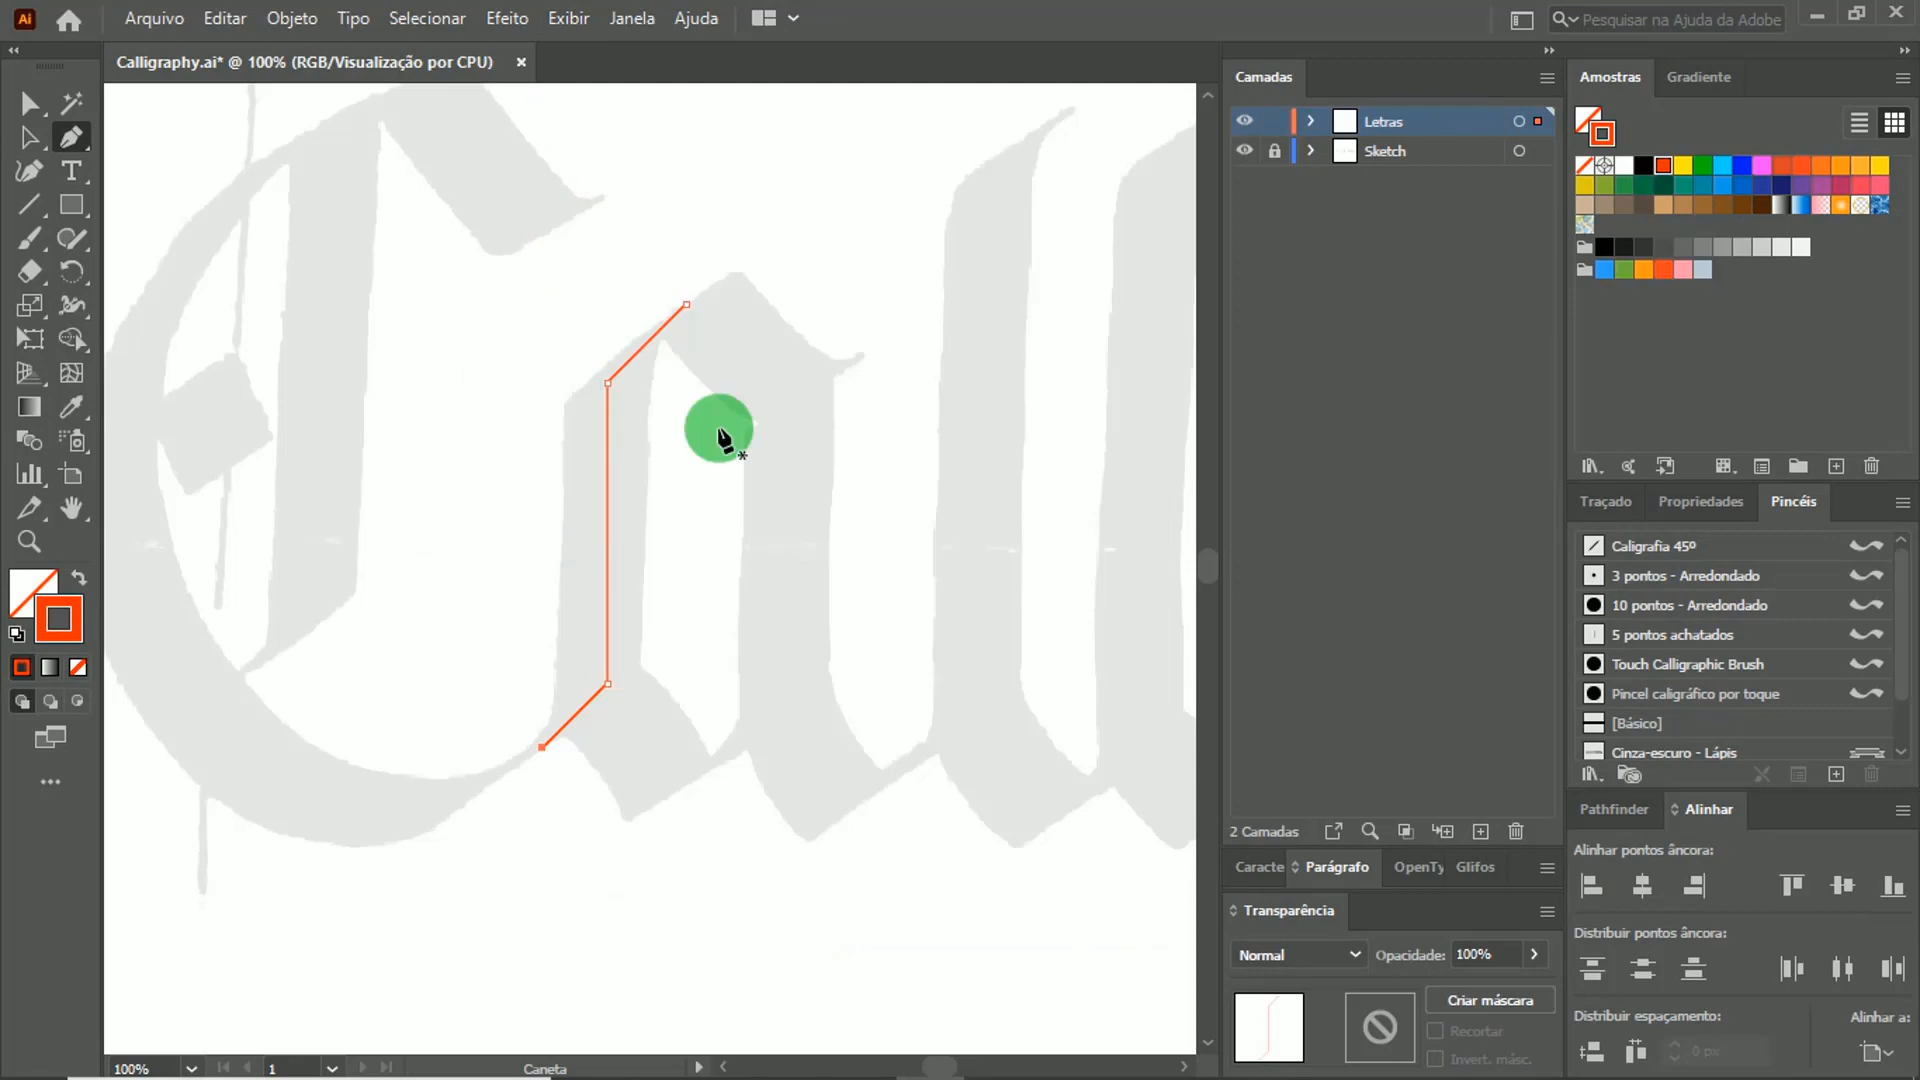 Ai
Arquivo Editar Objeto Tipo Selecionar Efeito Exibir Janela Ajuda
Pesquisar na Ajuda da Adobe
Calligraphy.ai* @ 100% (RGB/Visualização por CPU)
Camadas
Letras
Sketch
2 Camadas
Caracte Parágrafo OpenTy Glifos
Transparência
Normal Opacidade: 100%
Criar máscara
Recortar
Invert. másc.
Amostras Gradiente
Traçado Propriedades Pincéis
Caligrafia 45º
3 pontos - Arredondado
10 pontos - Arredondado
5 pontos achatados
Touch Calligraphic Brush
Pincel caligráfico por toque
[Básico]
Cinza-escuro - Lápis
Pathfinder Alinhar
Alinhar pontos âncora:
Distribuir pontos âncora:
Distribuir espaçamento: Alinhar a:
0 px
100% 1 Caneta